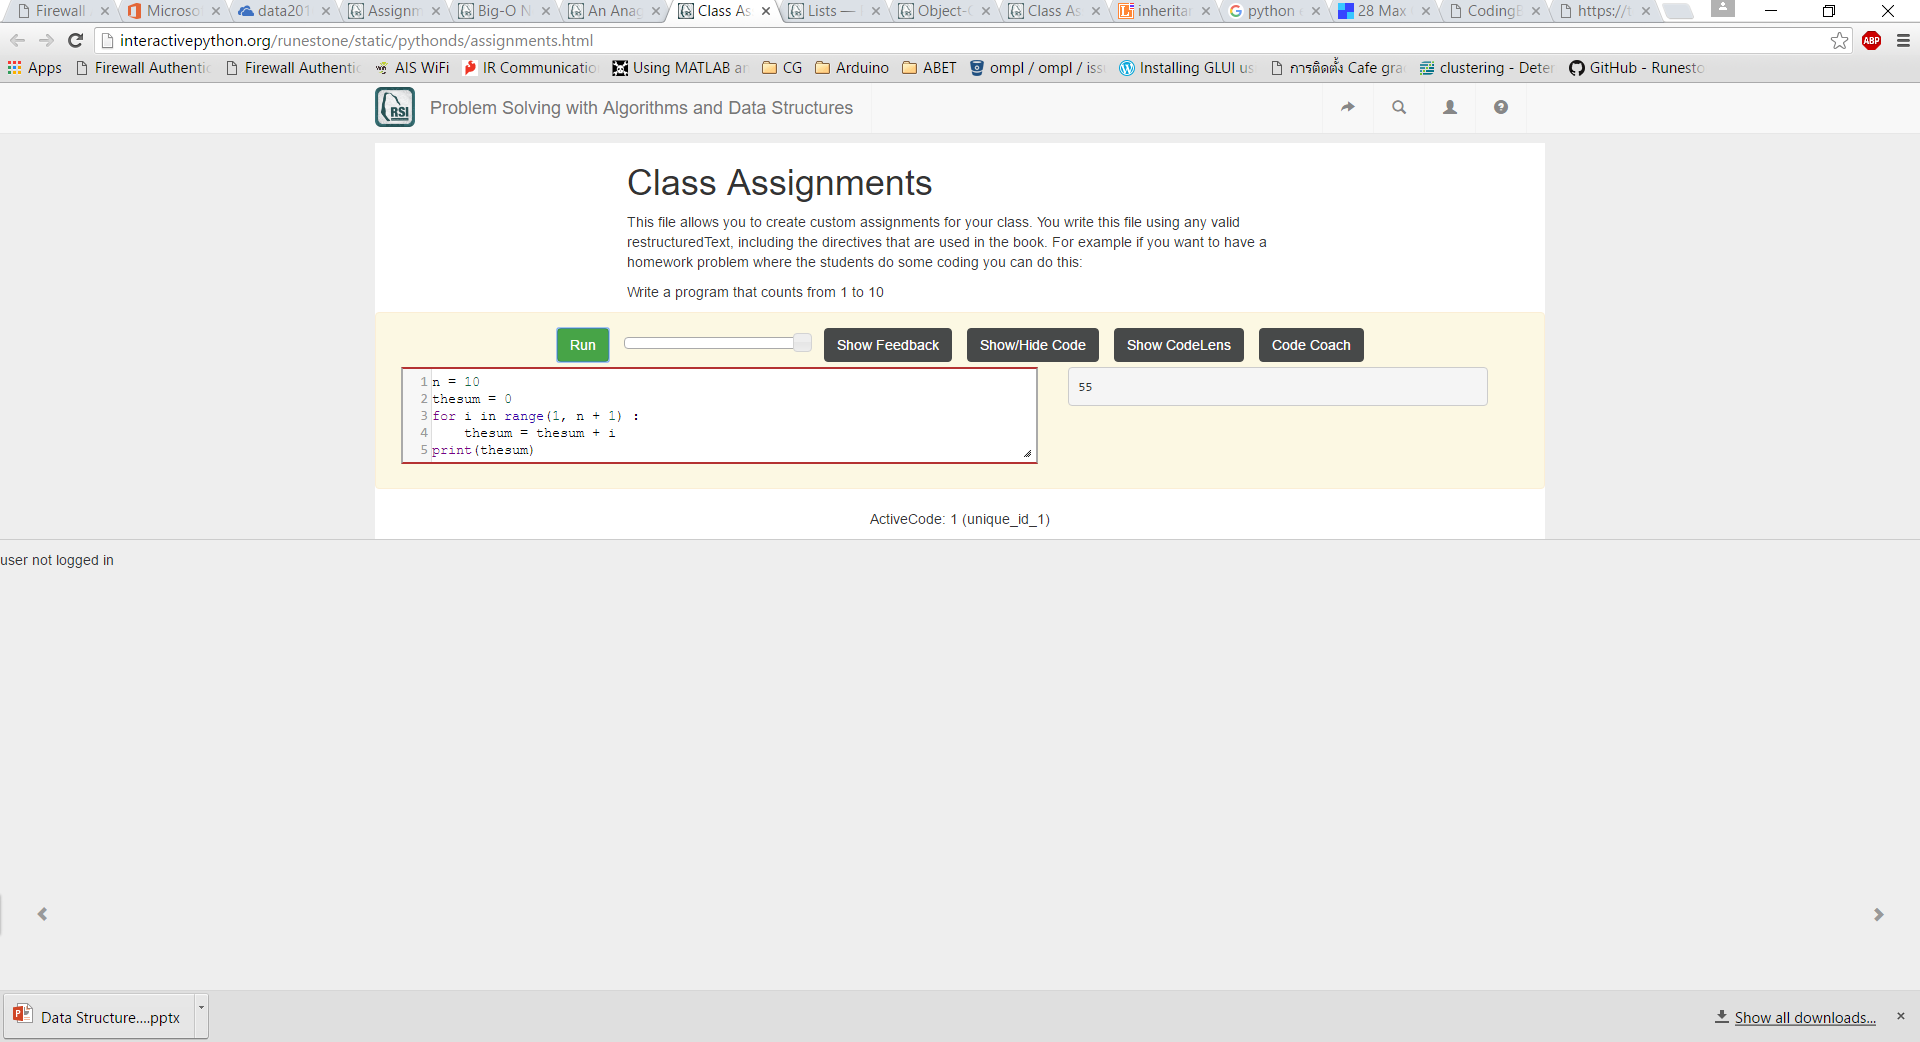 Firewall
Microso
data201
Assignm
Big-O N
An Anag
Class As
Lists —
Object-
Class As
inherita
python
28 Max
CodingB
https://t
interactivepython.org/runestone/static/pythonds/assignments.html
ABP
Apps
Firewall Authentic
Firewall Authentic
AIS WiFi
IR Communicatio
Using MATLAB an
CG
Arduino
ABET
ompl / ompl / iss
Installing GLUI us
การติดตั้ง Cafe gra
clustering - Deter
GitHub - Runesto
RSI
Problem Solving with Algorithms and Data Structures
Class Assignments
This file allows you to create custom assignments for your class. You write this file using any valid
restructuredText, including the directives that are used in the book. For example if you want to have a
homework problem where the students do some coding you can do this:
Write a program that counts from 1 to 10
Run
Show Feedback
Show/Hide Code
Show CodeLens
Code Coach
1 n = 10
2 thesum = 0
3 for i in range(1, n + 1) :
4     thesum = thesum + i
5 print(thesum)
55
ActiveCode: 1 (unique_id_1)
user not logged in
Data Structure....pptx
Show all downloads...